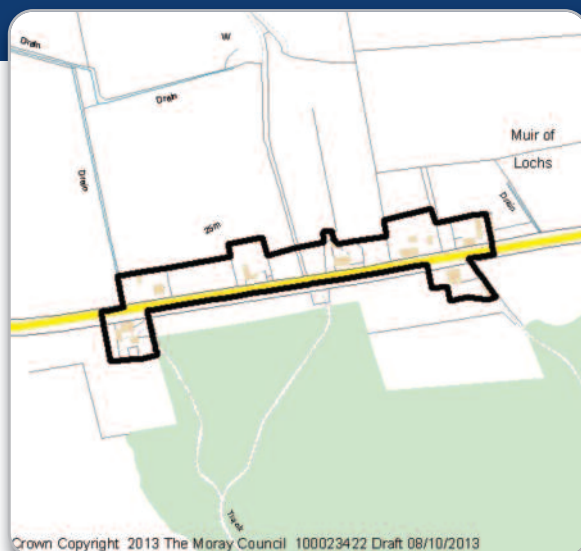 Drain
W
Drain
Muir of
Lochs
Drain
Drain
25m
Track
Crown Copyright 2013 The Moray Council 100023422 Draft 08/10/2013